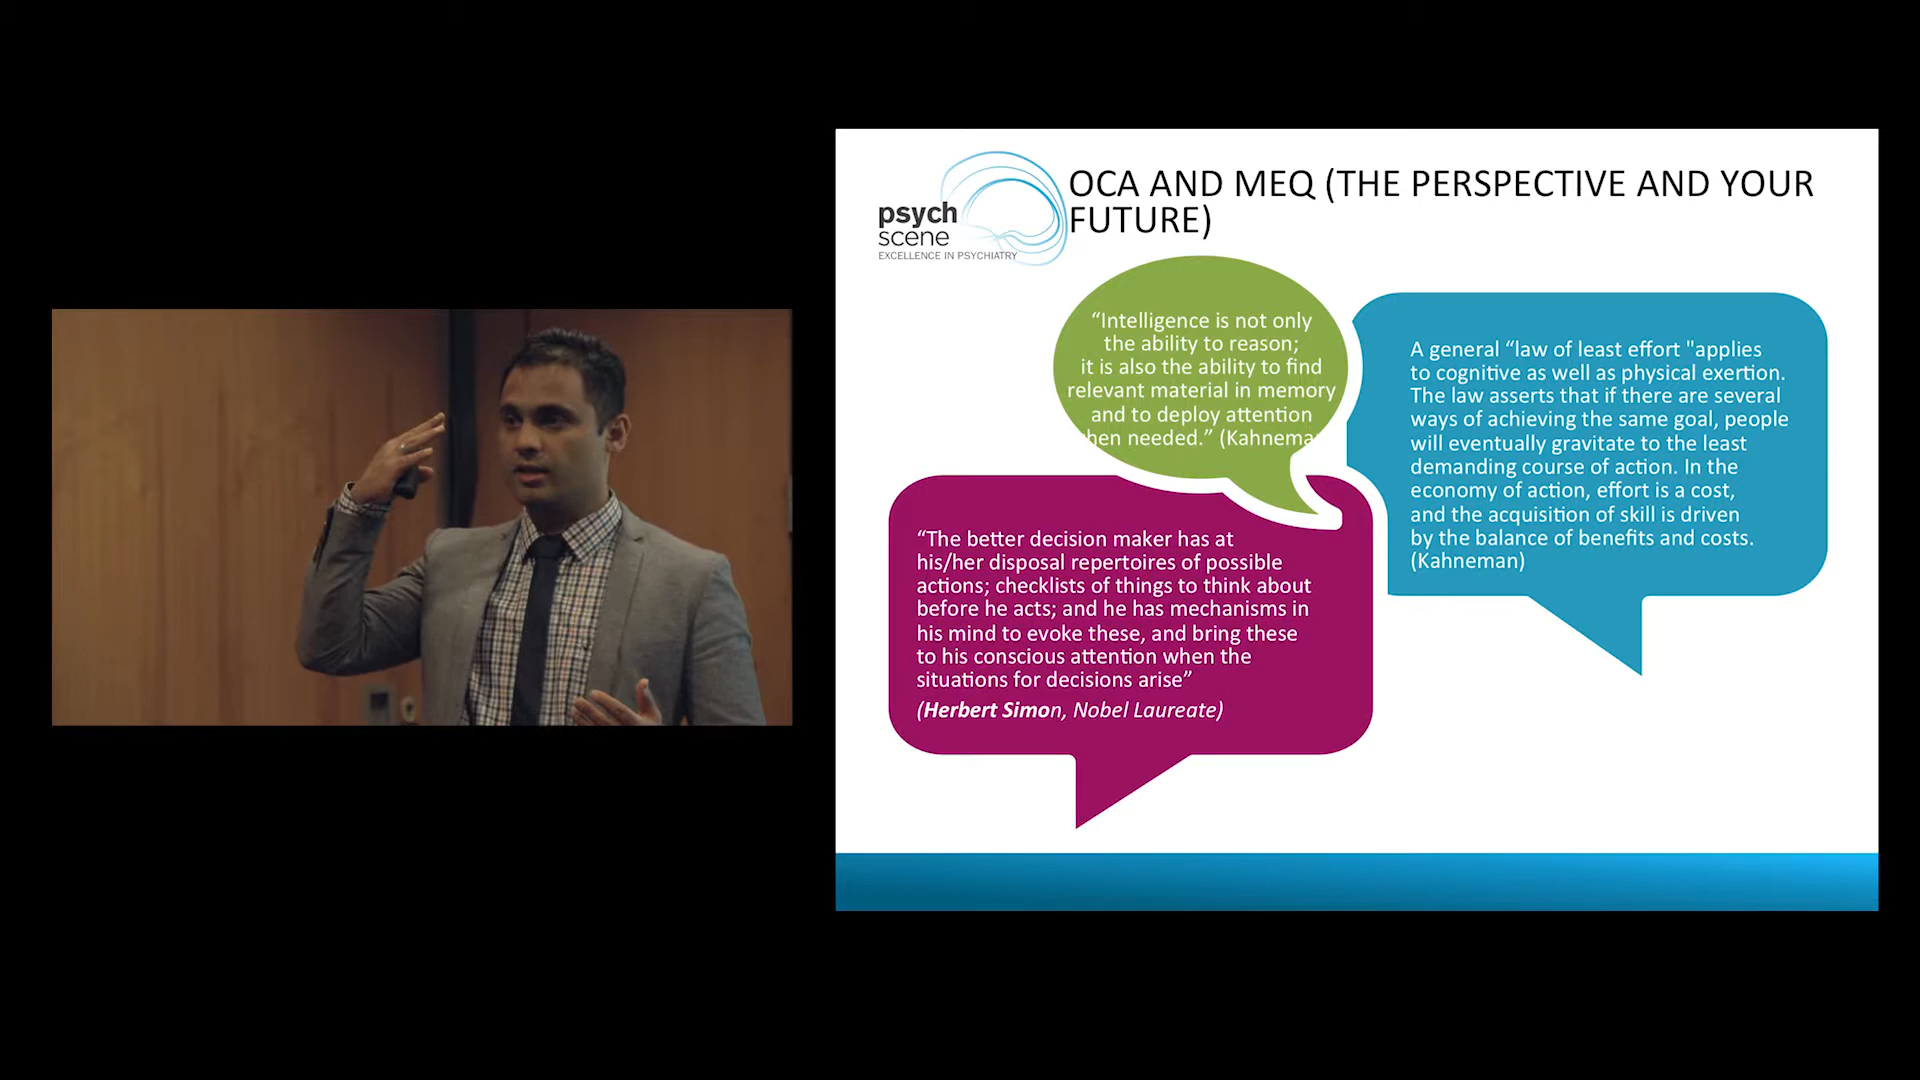 psych
scene
EXCELLENCE IN PSYCHIATRY
OCA AND MEQ (THE PERSPECTIVE AND YOUR
FUTURE)
“Intelligence is not only
the ability to reason;
it is also the ability to find
relevant material in memory
and to deploy attention
hen needed.” (Kahnema
A general “law of least effort "applies
to cognitive as well as physical exertion.
The law asserts that if there are several
ways of achieving the same goal, people
will eventually gravitate to the least
demanding course of action. In the
economy of action, effort is a cost,
and the acquisition of skill is driven
by the balance of benefits and costs.
(Kahneman)
“The better decision maker has at
his/her disposal repertoires of possible
actions; checklists of things to think about
before he acts; and he has mechanisms in
his mind to evoke these, and bring these
to his conscious attention when the
situations for decisions arise”
(Herbert Simon, Nobel Laureate)